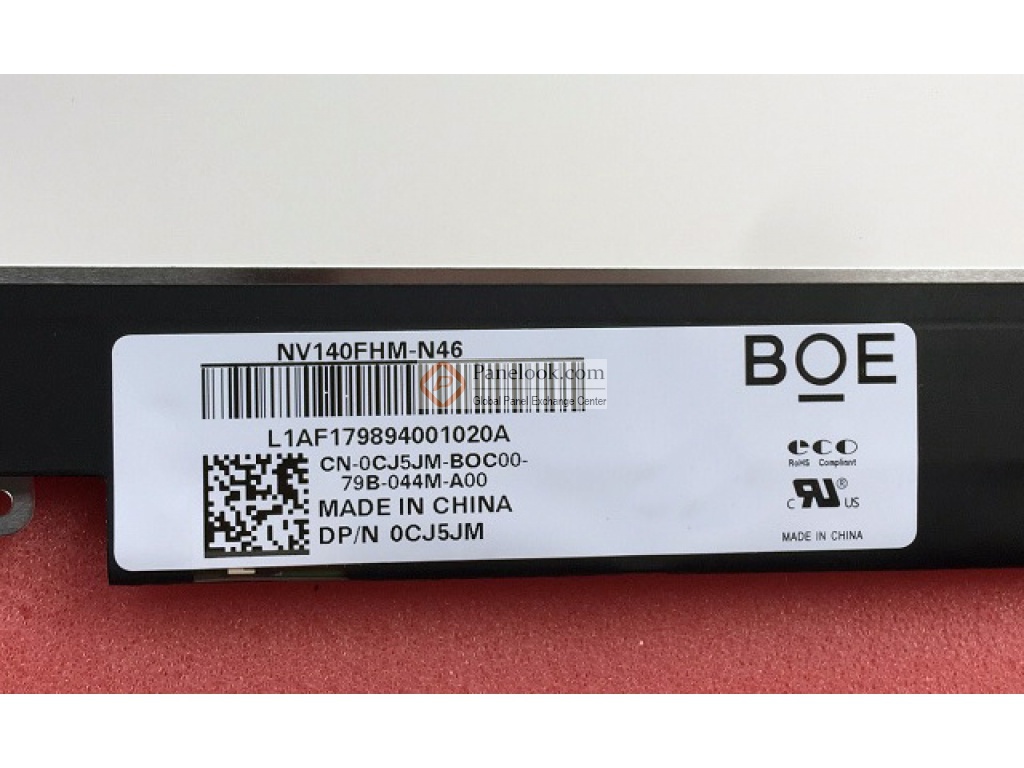 NV140FHM-N46
BOE
Panelook.com
Global Panel Exchange Center
L1AF179894001020A
CN-0CJ5JM-BOC00-
79B-044M-A00
MADE IN CHINA
DP/N 0CJ5JM
eco
RoHS Compliant
c RU ® US
MADE IN CHINA